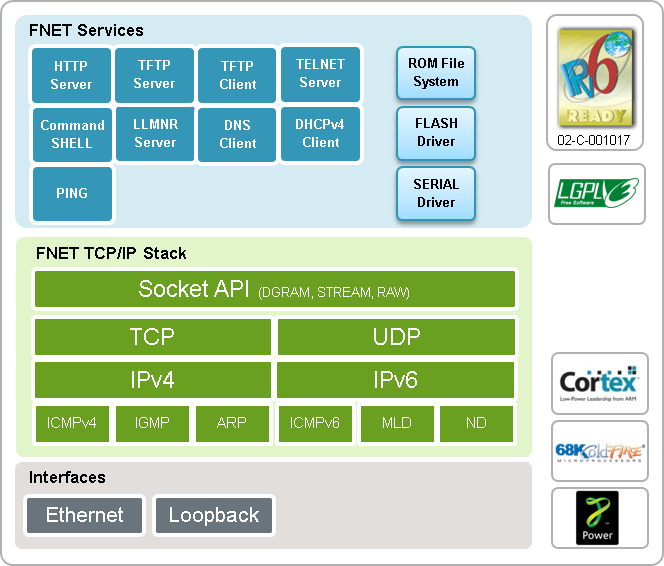 FNET Services
HTTP
Server
TFTP
Server
TFTP
Client
TELNET
Server
Command
SHELL
LLMNR
Server
DNS
Client
DHCPv4
Client
PING
ROM File
System
FLASH
Driver
SERIAL
Driver
IPv6
READY
02-C-001017
LGPLv3
Free Software
FNET TCP/IP Stack
Socket API (DGRAM, STREAM, RAW)
TCP
UDP
IPv4
IPv6
ICMPv4
IGMP
ARP
ICMPv6
MLD
ND
Cortex
Low-Power Leadership from ARM
68K ColdFIRE
MICROPROCESSORS
Interfaces
Ethernet
Loopback
Power